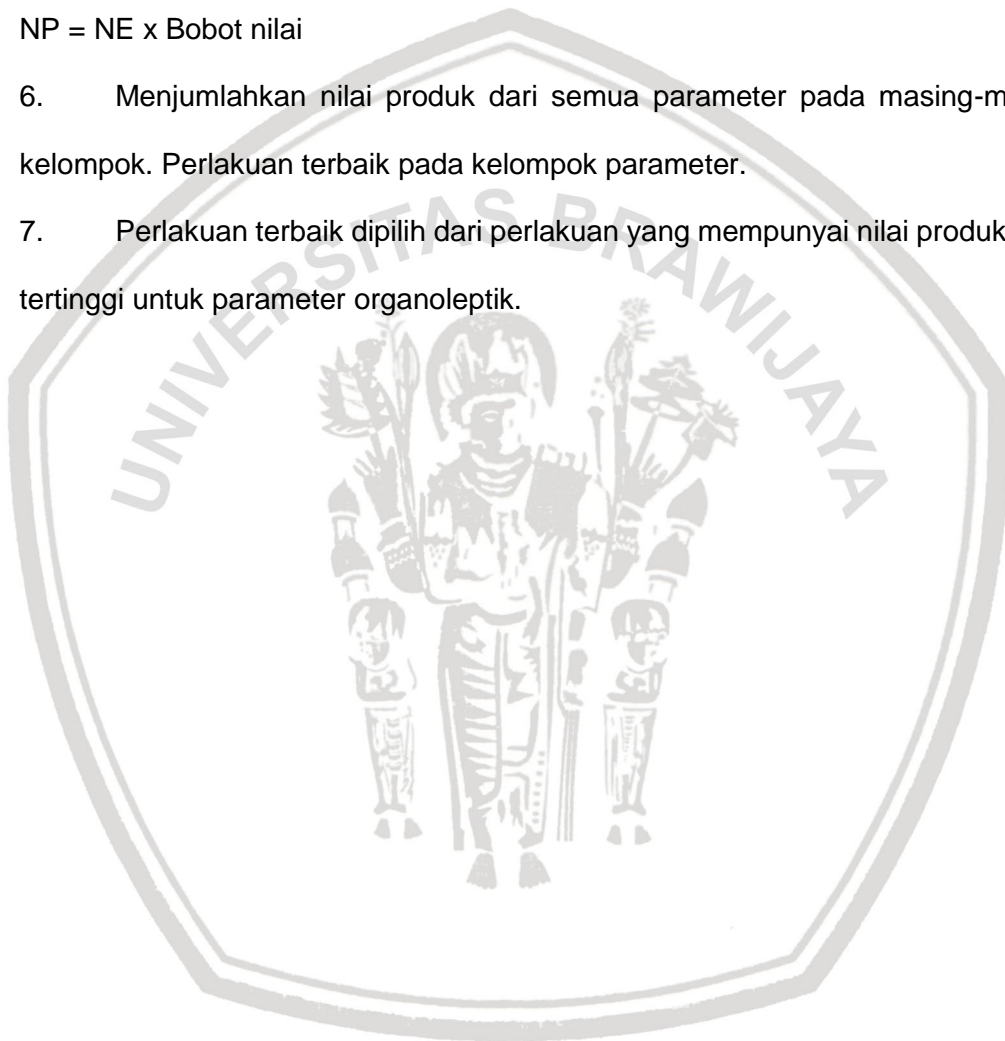 NP = NE x Bobot nilai
6. Menjumlahkan nilai produk dari semua parameter pada masing-m
kelompok. Perlakuan terbaik pada kelompok parameter.
7. Perlakuan terbaik dipilih dari perlakuan yang mempunyai nilai produk
tertinggi untuk parameter organoleptik.
UNIVERSITAS BRAWIJAYA